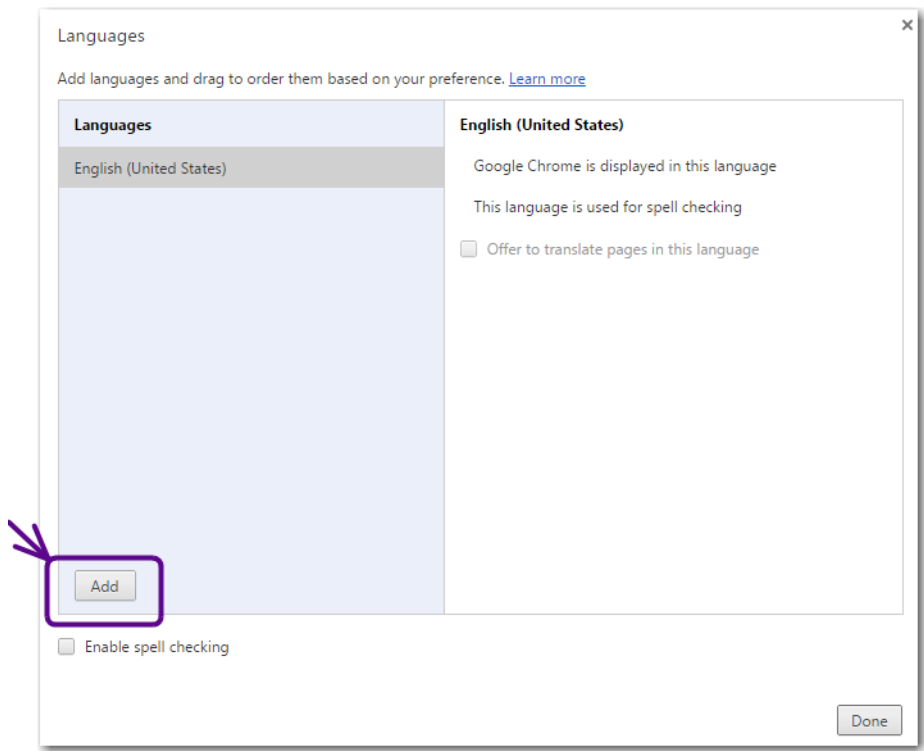 Languages
Add languages and drag to order them based on your preference. Learn more
Languages
English (United States)
English (United States)
Google Chrome is displayed in this language
This language is used for spell checking
Offer to translate pages in this language
Add
Enable spell checking
Done